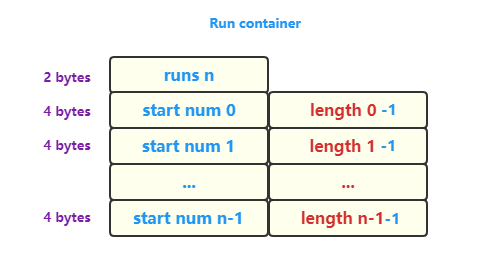 Run container
2 bytes runs n
4 bytes start num 0 length 0 -1
4 bytes start num 1 length 1 -1
... ...
4 bytes start num n-1 length n-1-1